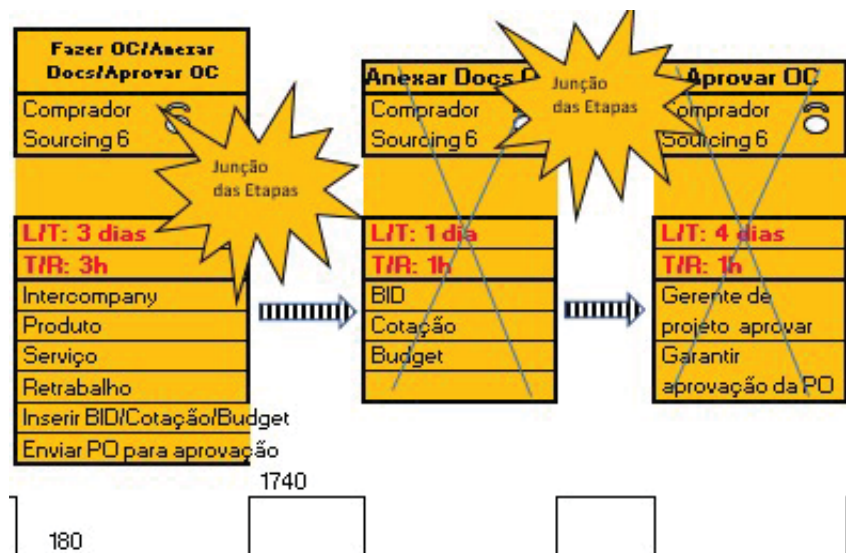 Fazer OC/Anexar
Docs/Aprovar OC
Comprador
Sourcing 6
L/T: 3 dias
T/R: 3h
Intercompany
Produto
Serviço
Retrabalho
Inserir BID/Cotação/Budget
Enviar PO para aprovação
Junção
das Etapas
Anexar Docs
Comprador
Sourcing 6
L/T: 1 dia
T/R: 1h
BID
Cotação
Budget
Junção
das Etapas
Aprovar OC
Comprador
Sourcing 6
L/T: 4 dias
T/R: 1h
Gerente de
projeto aprovar
Garantir
aprovação da PO
1740
180